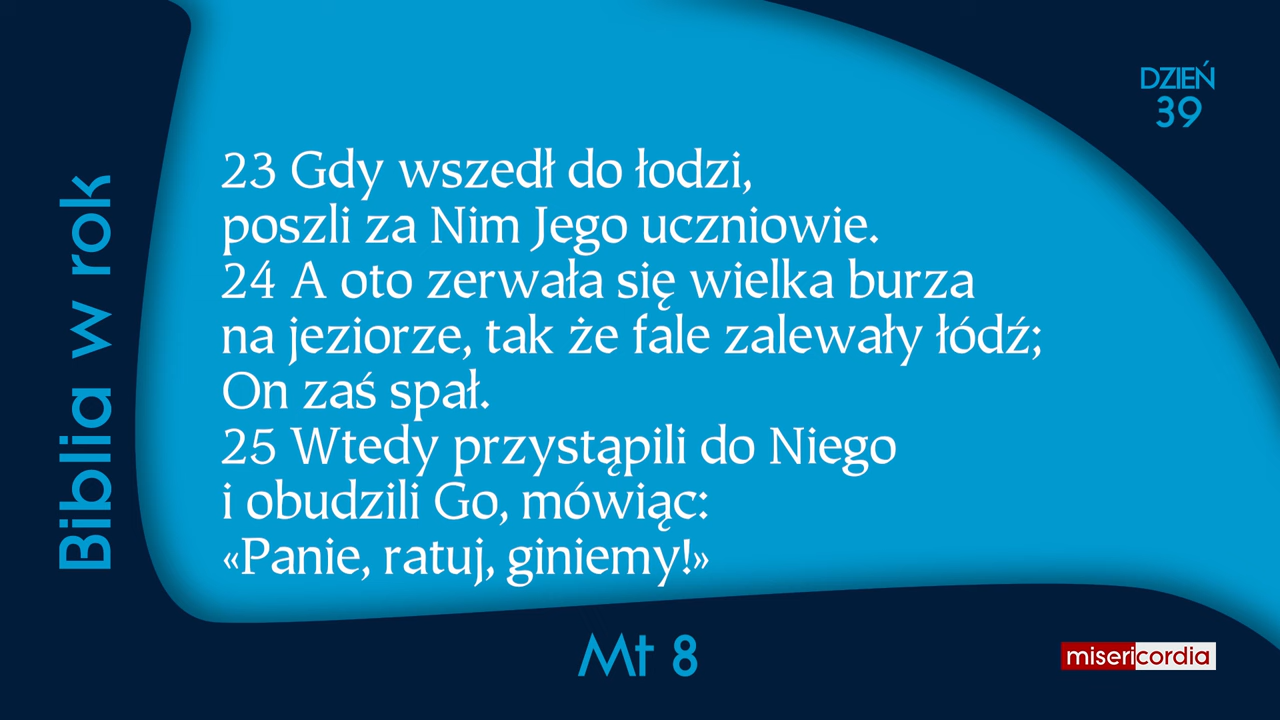 DZIEŃ
39
Biblia w rok
23 Gdy wszedł do łodzi,
poszli za Nim Jego uczniowie.
24 A oto zerwała się wielka burza
na jeziorze, tak że fale zalewały łódź;
On zaś spał.
25 Wtedy przystąpili do Niego
i obudzili Go, mówiąc:
«Panie, ratuj, giniemy!»
Mt 8
misericordia